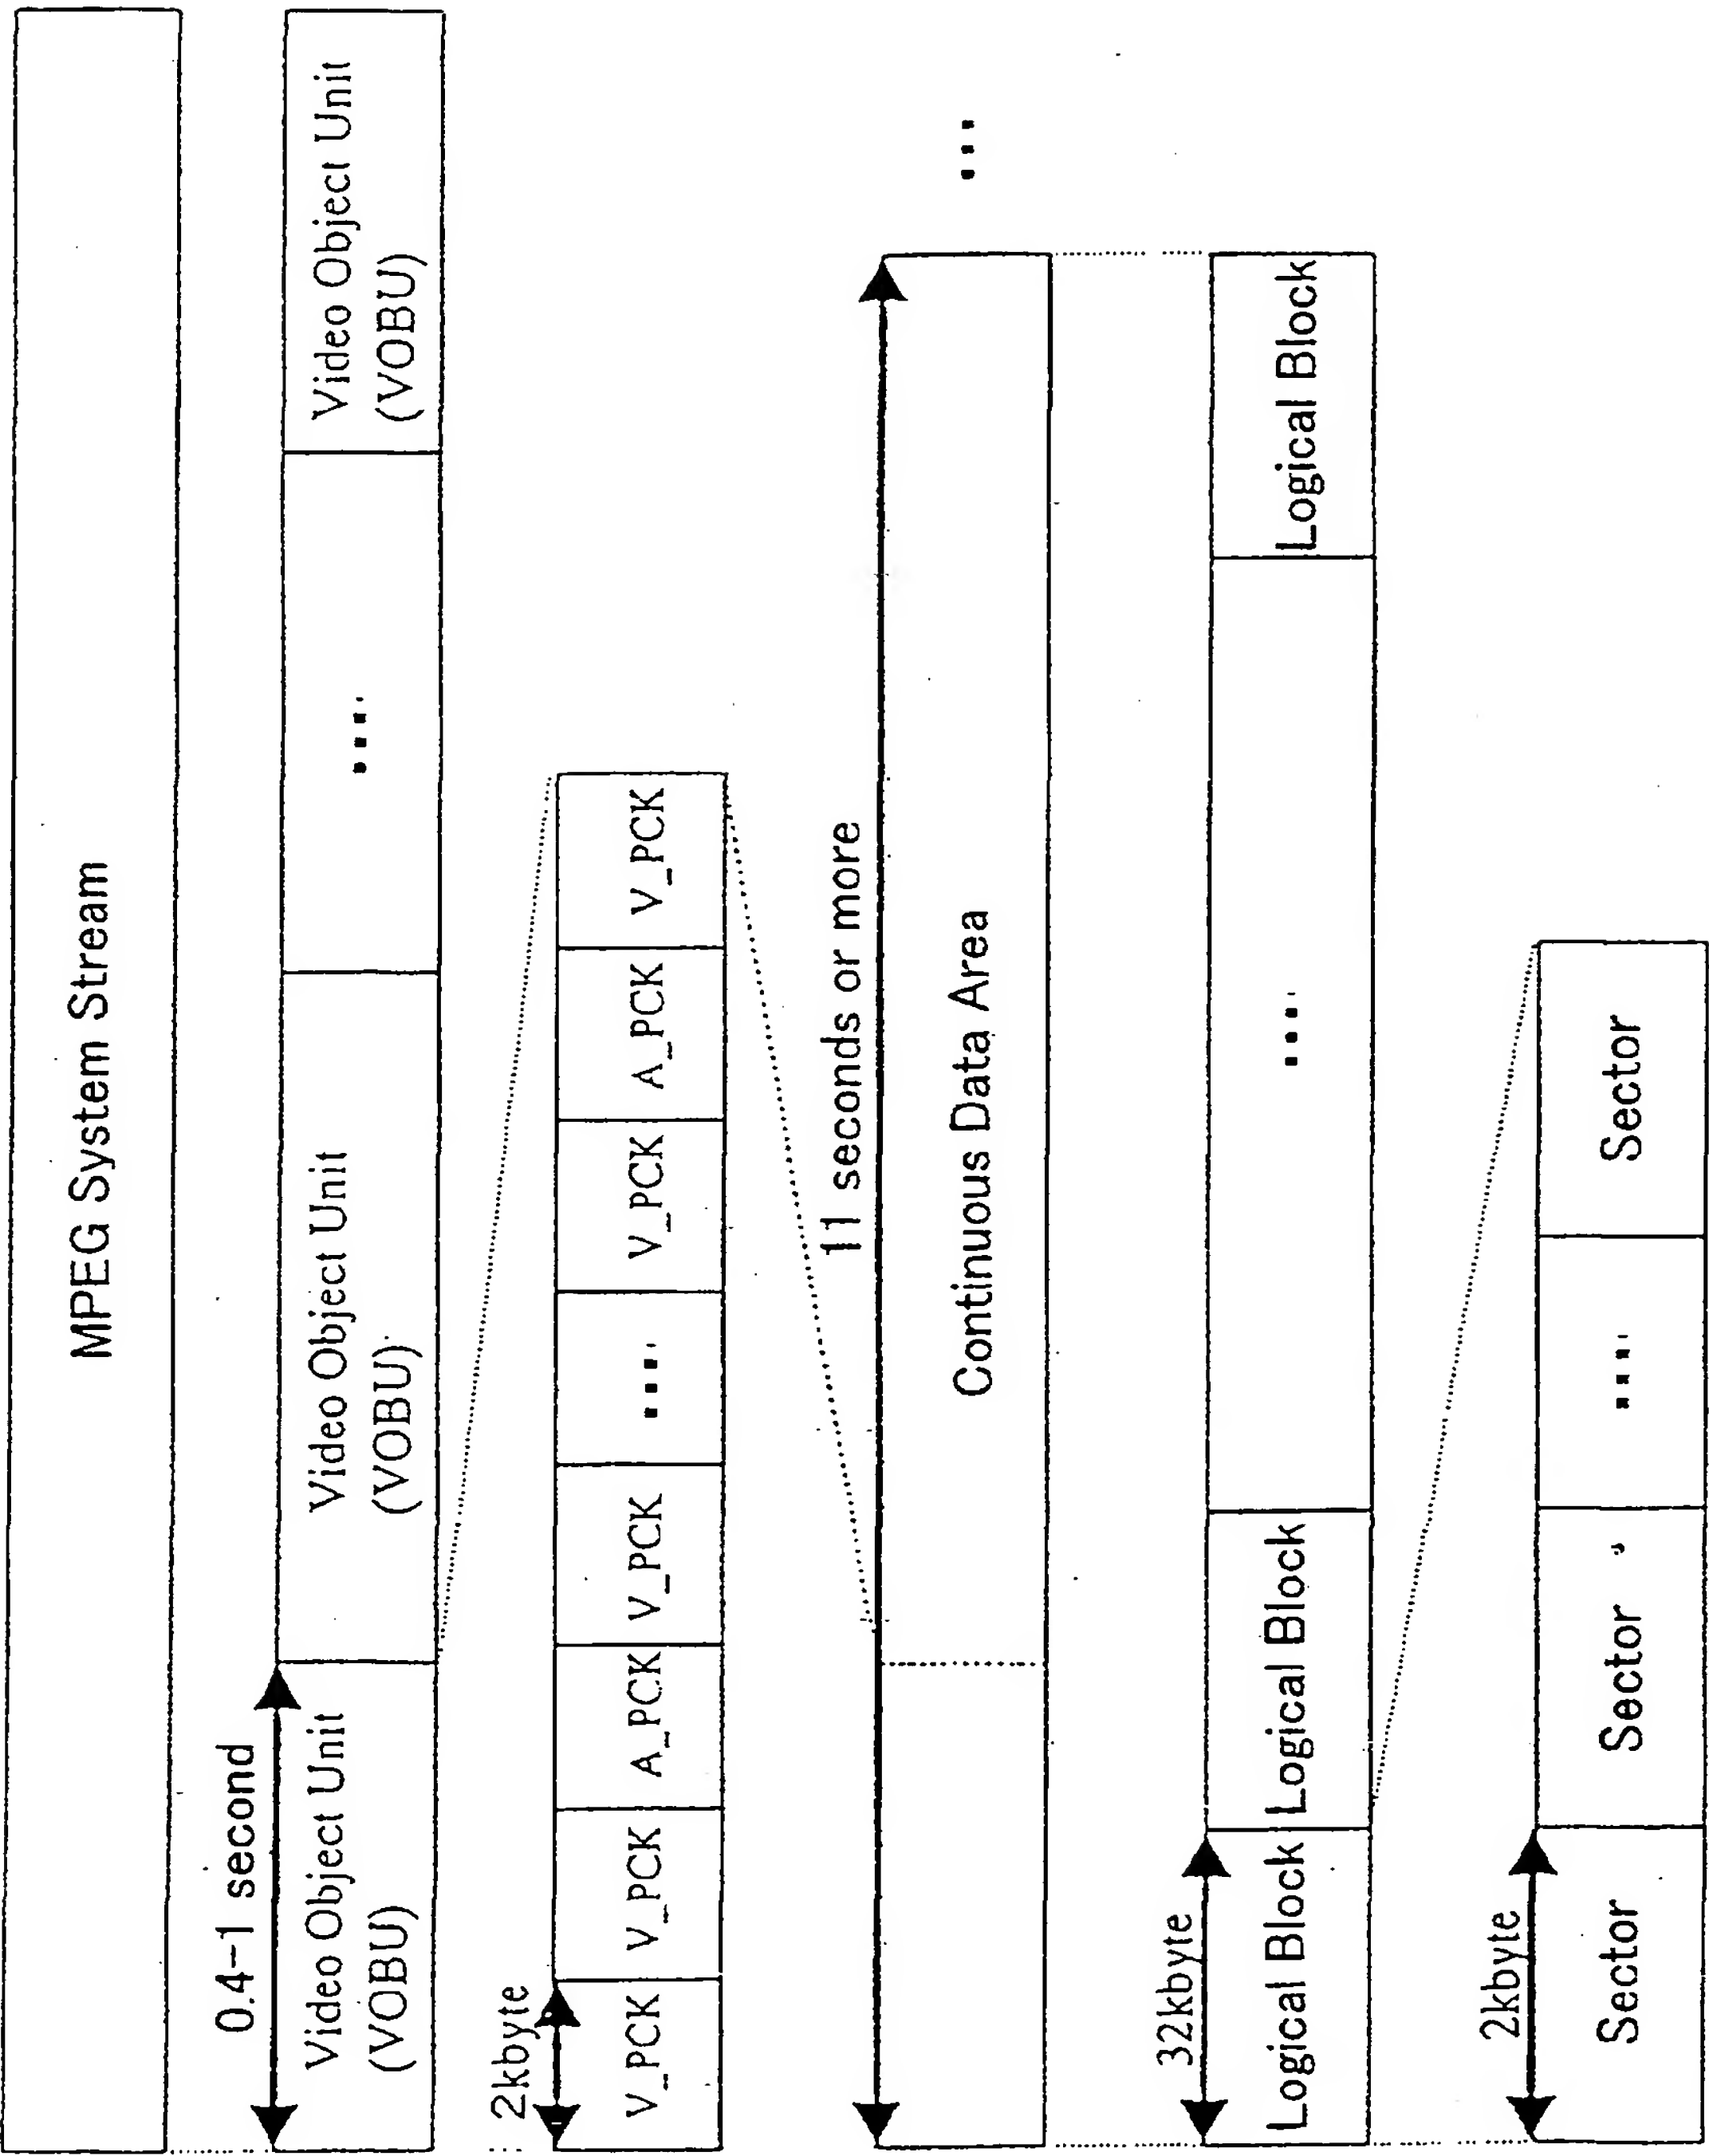 MPEG System Stream
0.4-1 second
Video Object Unit
(VOBU)
Video Object Unit
(VOBU)
....
Video Object Unit
(VOBU)
2kbyte
V_PCK
V_PCK
A_PCK
V_PCK
....
V_PCK
A_PCK
V_PCK
11 seconds or more
Continuous Data Area
...
32kbyte
Logical Block
Logical Block
....
Logical Block
2kbyte
Sector
Sector
....
Sector